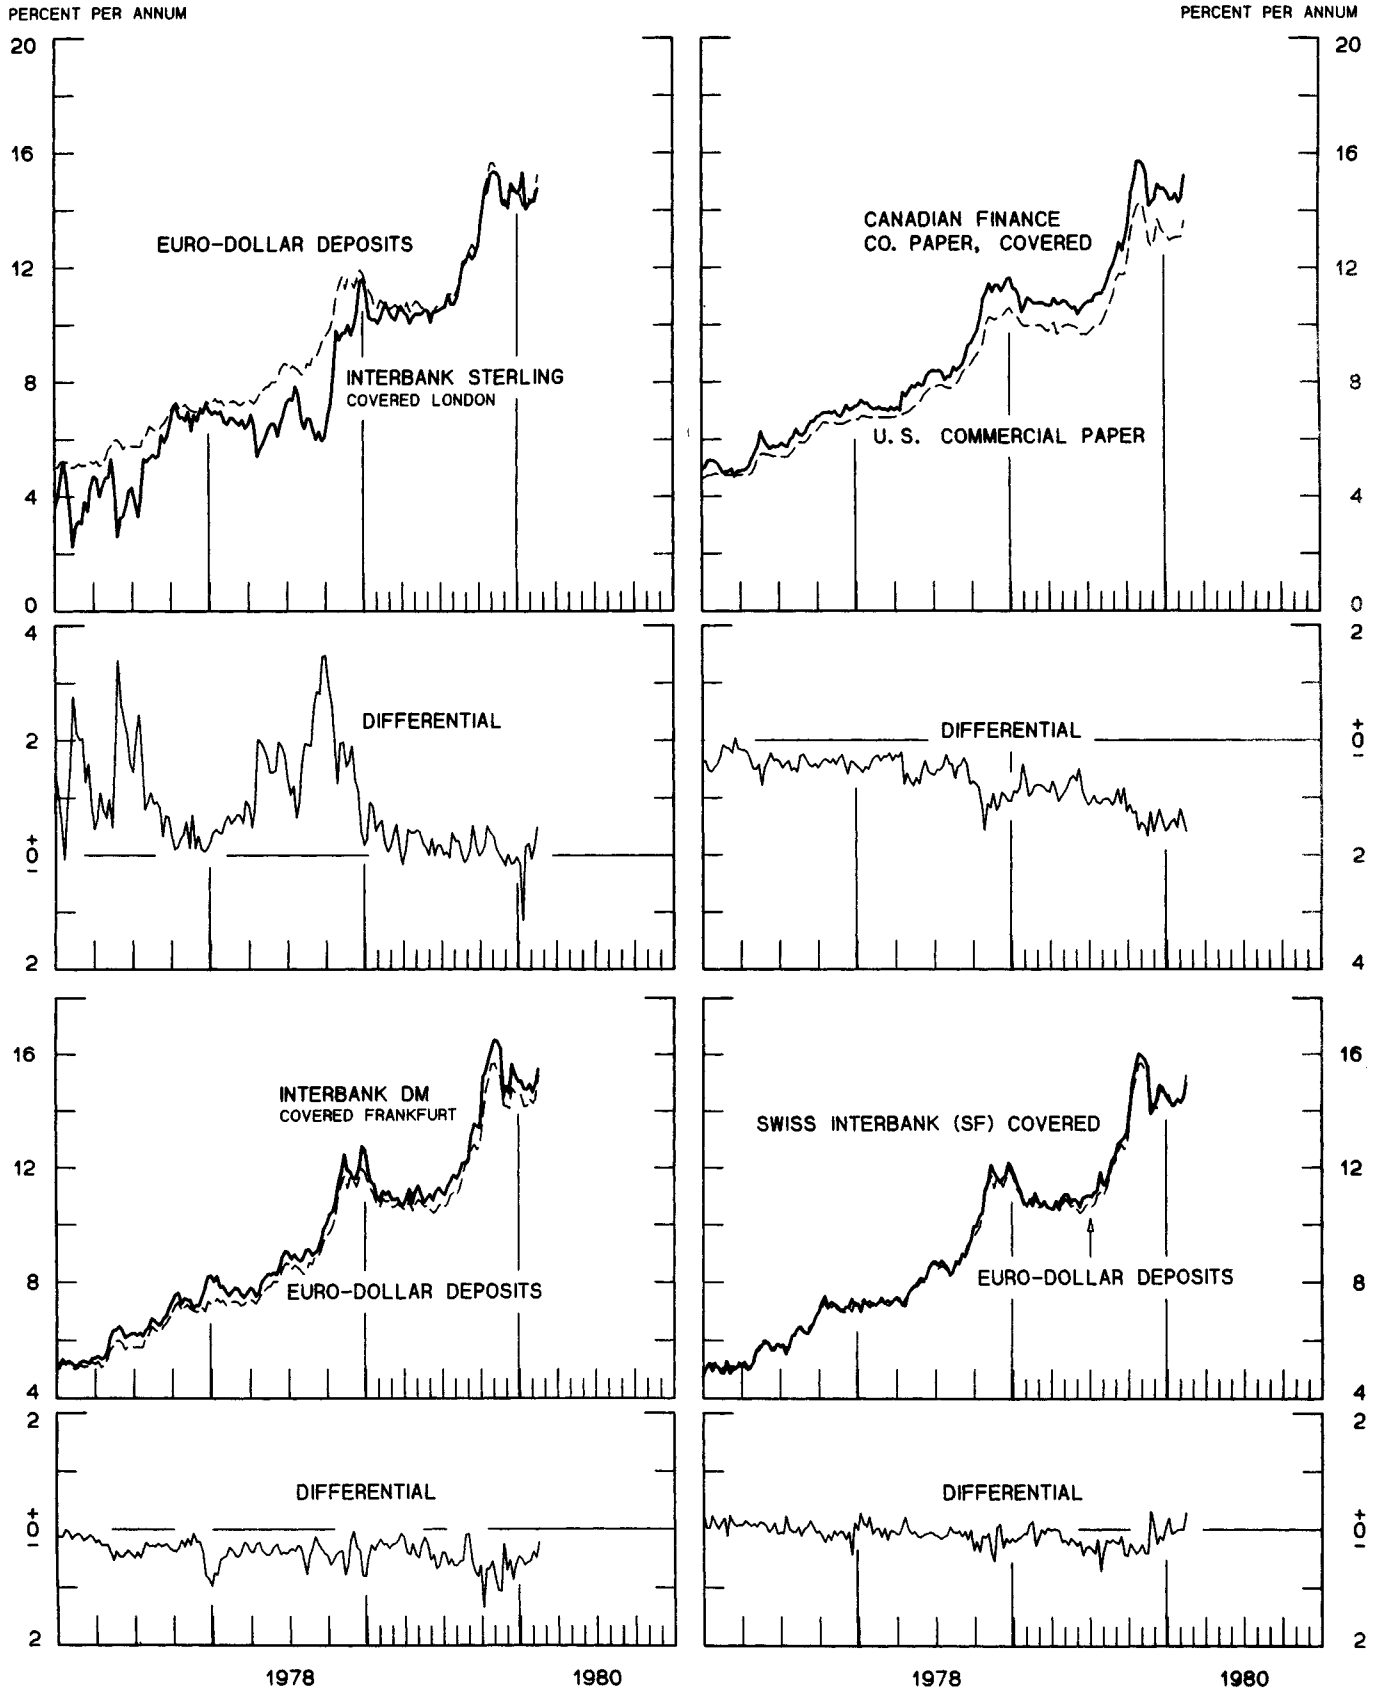 PERCENT PER ANNUM
PERCENT PER ANNUM
20
16
12
8
4
0
EURO-DOLLAR DEPOSITS
INTERBANK STERLING
COVERED LONDON
20
16
12
8
4
0
CANADIAN FINANCE
CO. PAPER, COVERED
U.S. COMMERCIAL PAPER
4
2
+
0
−
2
DIFFERENTIAL
2
+
0
−
2
4
DIFFERENTIAL
16
12
8
4
INTERBANK DM
COVERED FRANKFURT
EURO-DOLLAR DEPOSITS
16
12
8
4
SWISS INTERBANK (SF) COVERED
EURO-DOLLAR DEPOSITS
2
+
0
−
2
DIFFERENTIAL
2
+
0
−
2
DIFFERENTIAL
1978
1980
1978
1980